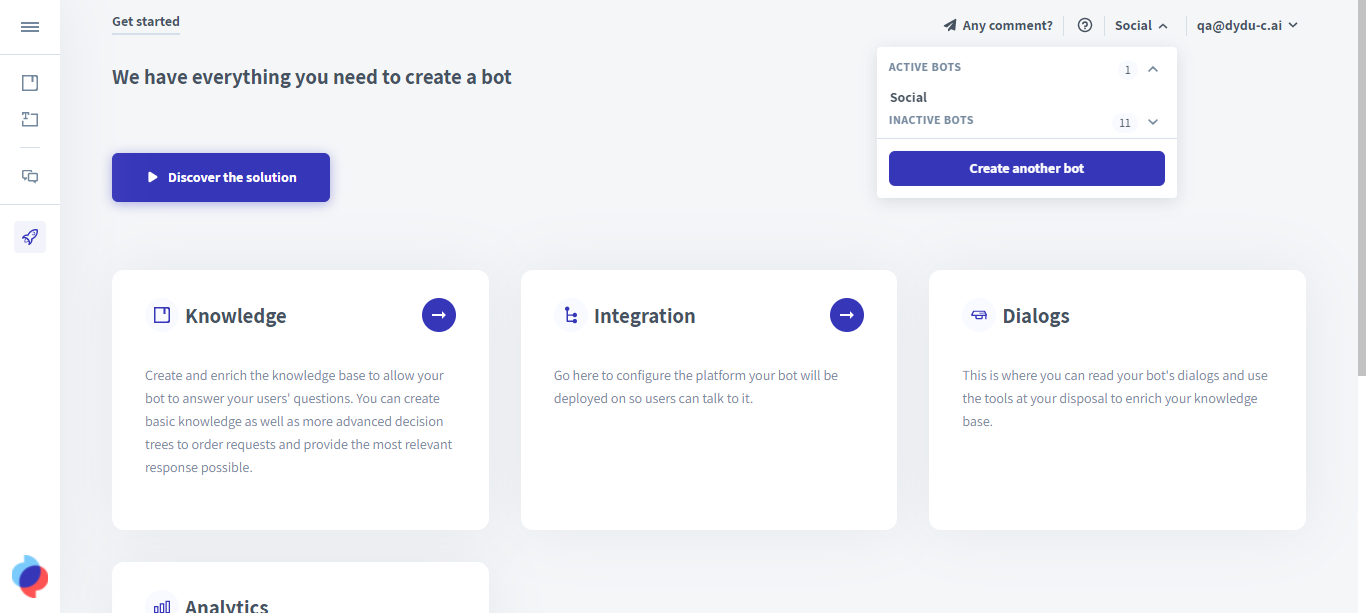 Get started
Any comment?
Social
qa@dydu-c.ai
We have everything you need to create a bot
ACTIVE BOTS
1
Social
INACTIVE BOTS
11
Create another bot
Discover the solution
Knowledge
Create and enrich the knowledge base to allow your
bot to answer your users' questions. You can create
basic knowledge as well as more advanced decision
trees to order requests and provide the most relevant
response possible.
Integration
Go here to configure the platform your bot will be
deployed on so users can talk to it.
Dialogs
This is where you can read your bot's dialogs and use
the tools at your disposal to enrich your knowledge
base.
Analytics